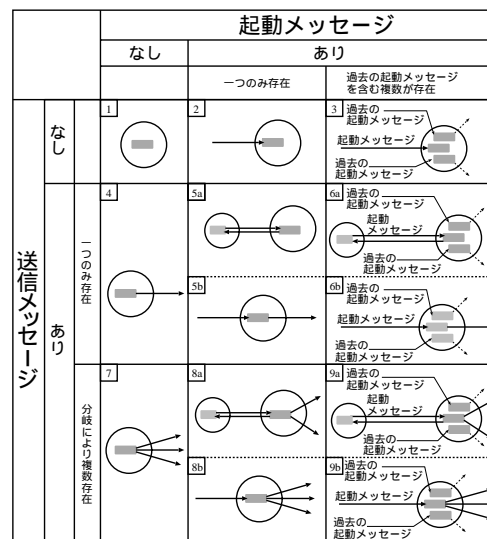 起動メッセージ
なし
あり
一つのみ存在
過去の起動メッセージ
を含む複数が存在
送信メッセージ
なし
1
2
3
過去の
起動メッセージ
起動メッセージ
過去の
起動メッセージ
あり
一つのみ存在
4
5a
6a
過去の
起動メッセージ
起動
メッセージ
過去の
起動メッセージ
5b
6b
過去の
起動メッセージ
起動メッセージ
過去の
起動メッセージ
分岐により複数存在
7
8a
9a
過去の
起動メッセージ
起動
メッセージ
過去の
起動メッセージ
8b
9b
過去の
起動メッセージ
起動メッセージ
過去の
起動メッセージ